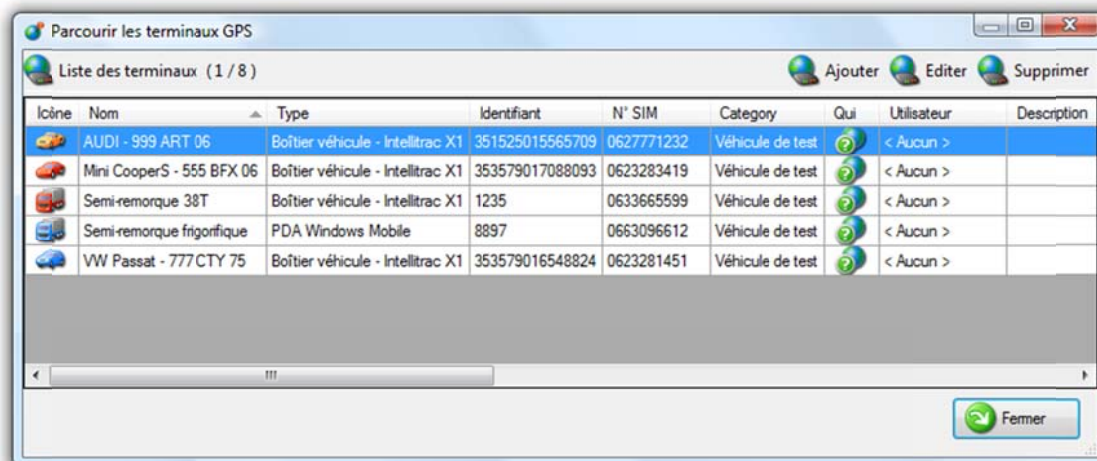 Parcourir les terminaux GPS
Liste des terminaux (1 / 8) Ajouter Editer Supprimer
Icône Nom Type Identifiant N° SIM Category Qui Utilisateur Description
AUDI - 999 ART 06 Boîtier véhicule - Intellitrac X1 351525015565709 0627771232 Véhicule de test < Aucun >
Mini CooperS - 555 BFX 06 Boîtier véhicule - Intellitrac X1 353579017088093 0623283419 Véhicule de test < Aucun >
Semi-remorque 38T Boîtier véhicule - Intellitrac X1 1235 0633665599 Véhicule de test < Aucun >
Semi-remorque frigorifique PDA Windows Mobile 8897 0663096612 Véhicule de test < Aucun >
VW Passat - 777 CTY 75 Boîtier véhicule - Intellitrac X1 353579016548824 0623281451 Véhicule de test < Aucun >
Fermer